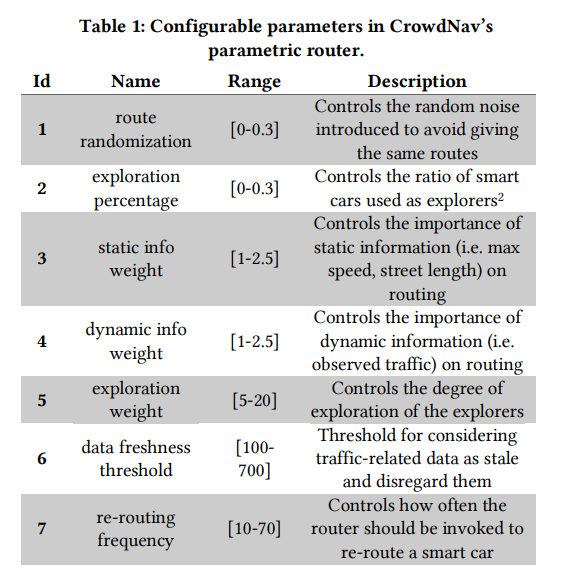 Table 1: Configurable parameters in CrowdNav's
parametric router.
Id Name Range Description
1 route randomization [0-0.3] Controls the random noise introduced to avoid giving the same routes
2 exploration percentage [0-0.3] Controls the ratio of smart cars used as explorers²
3 static info weight [1-2.5] Controls the importance of static information (i.e. max speed, street length) on routing
4 dynamic info weight [1-2.5] Controls the importance of dynamic information (i.e. observed traffic) on routing
5 exploration weight [5-20] Controls the degree of exploration of the explorers
6 data freshness threshold [100-700] Threshold for considering traffic-related data as stale and disregard them
7 re-routing frequency [10-70] Controls how often the router should be invoked to re-route a smart car